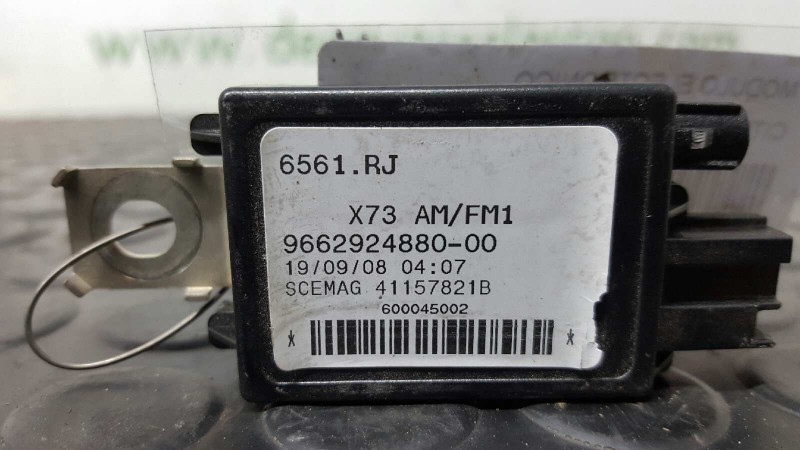 6561.RJ
X73 AM/FM1
9662924880-00
19/09/08 04:07
SCEMAG 41157821B
600045002
* *